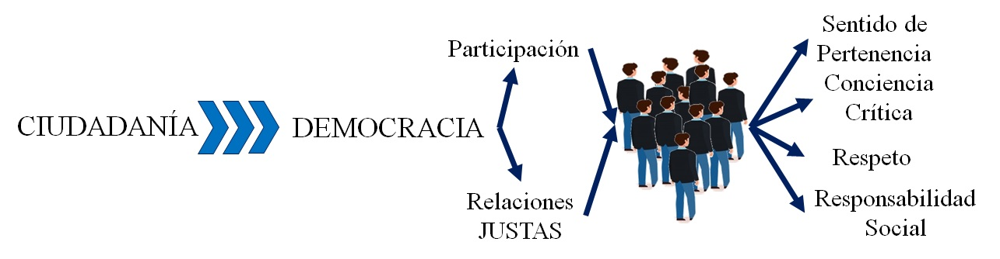 CIUDADANÍA
DEMOCRACIA
Participación
Relaciones
JUSTAS
Sentido de
Pertenencia
Conciencia
Crítica
Respeto
Responsabilidad
Social